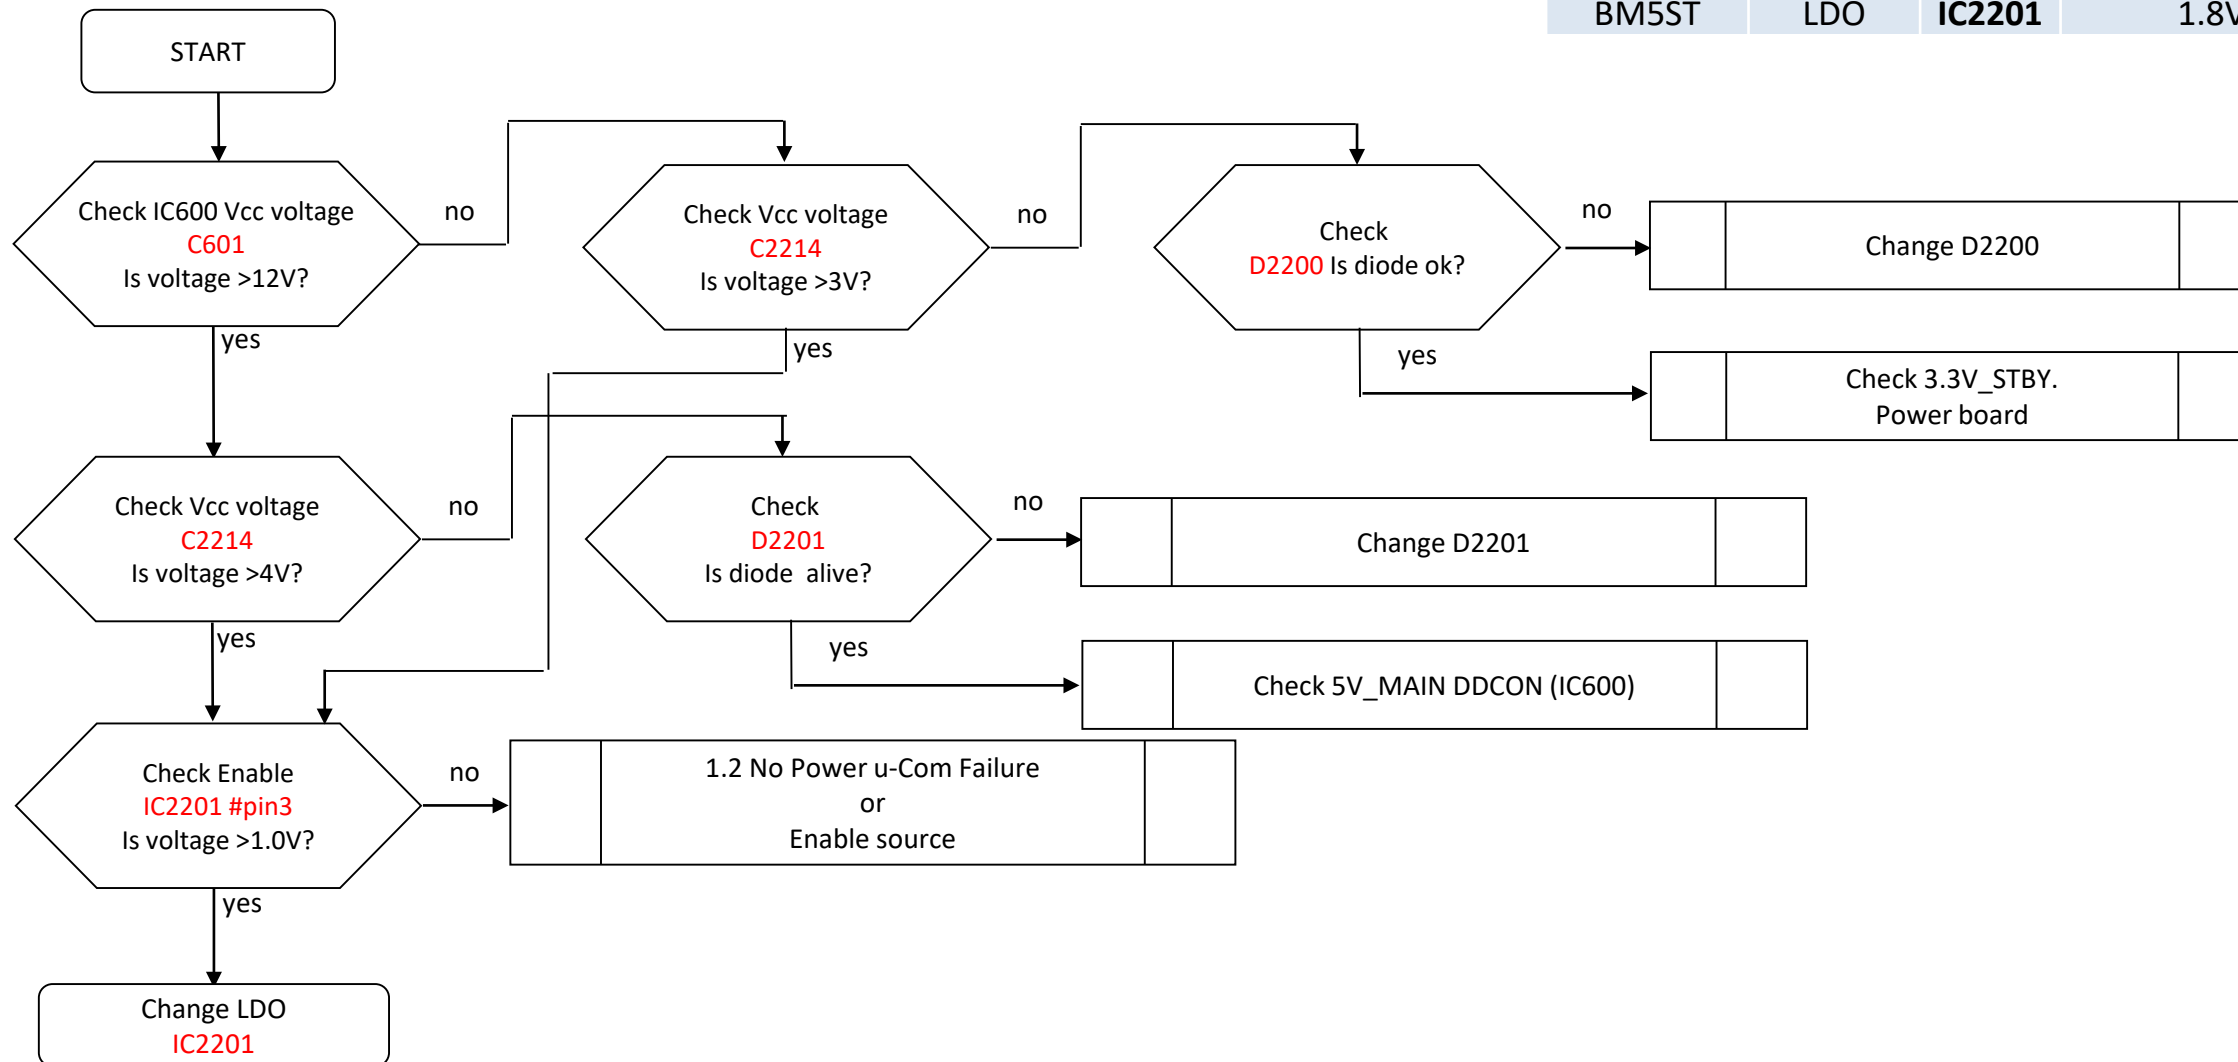 BM5ST LDO IC2201 1.8V
START
Check IC600 Vcc voltage
C601
Is voltage >12V?
no
yes
Check Vcc voltage
C2214
Is voltage >3V?
no
yes
Check
D2200 Is diode ok?
no
yes
Change D2200
Check 3.3V_STBY.
Power board
Check Vcc voltage
C2214
Is voltage >4V?
no
yes
Check
D2201
Is diode alive?
no
yes
Change D2201
Check 5V_MAIN DDCON (IC600)
Check Enable
IC2201 #pin3
Is voltage >1.0V?
no
yes
1.2 No Power u-Com Failure
or
Enable source
Change LDO
IC2201